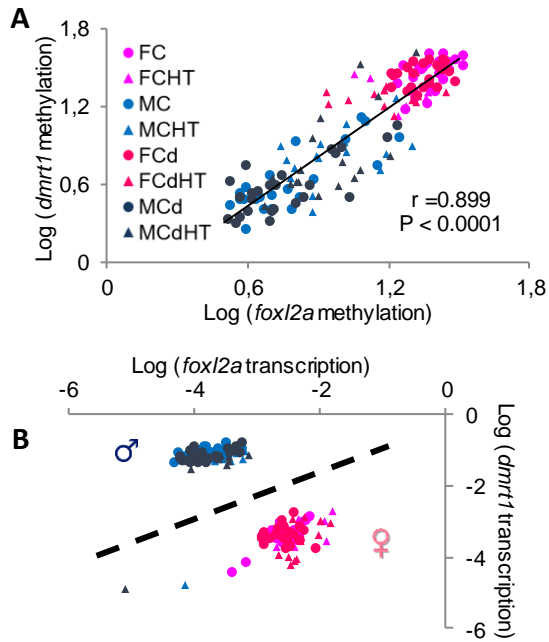 A
1,8
1,2
0,6
0
Log (dmrt1 methylation)
FC
FCHT
MC
MCHT
FCd
FCdHT
MCd
MCdHT
r =0.899
P < 0.0001
0 0,6 1,2 1,8
Log (foxl2a methylation)
Log (foxl2a transcription)
-6 -4 -2 0
B
♂
♀
0
-2
-4
-6
Log (dmrt1 transcription)